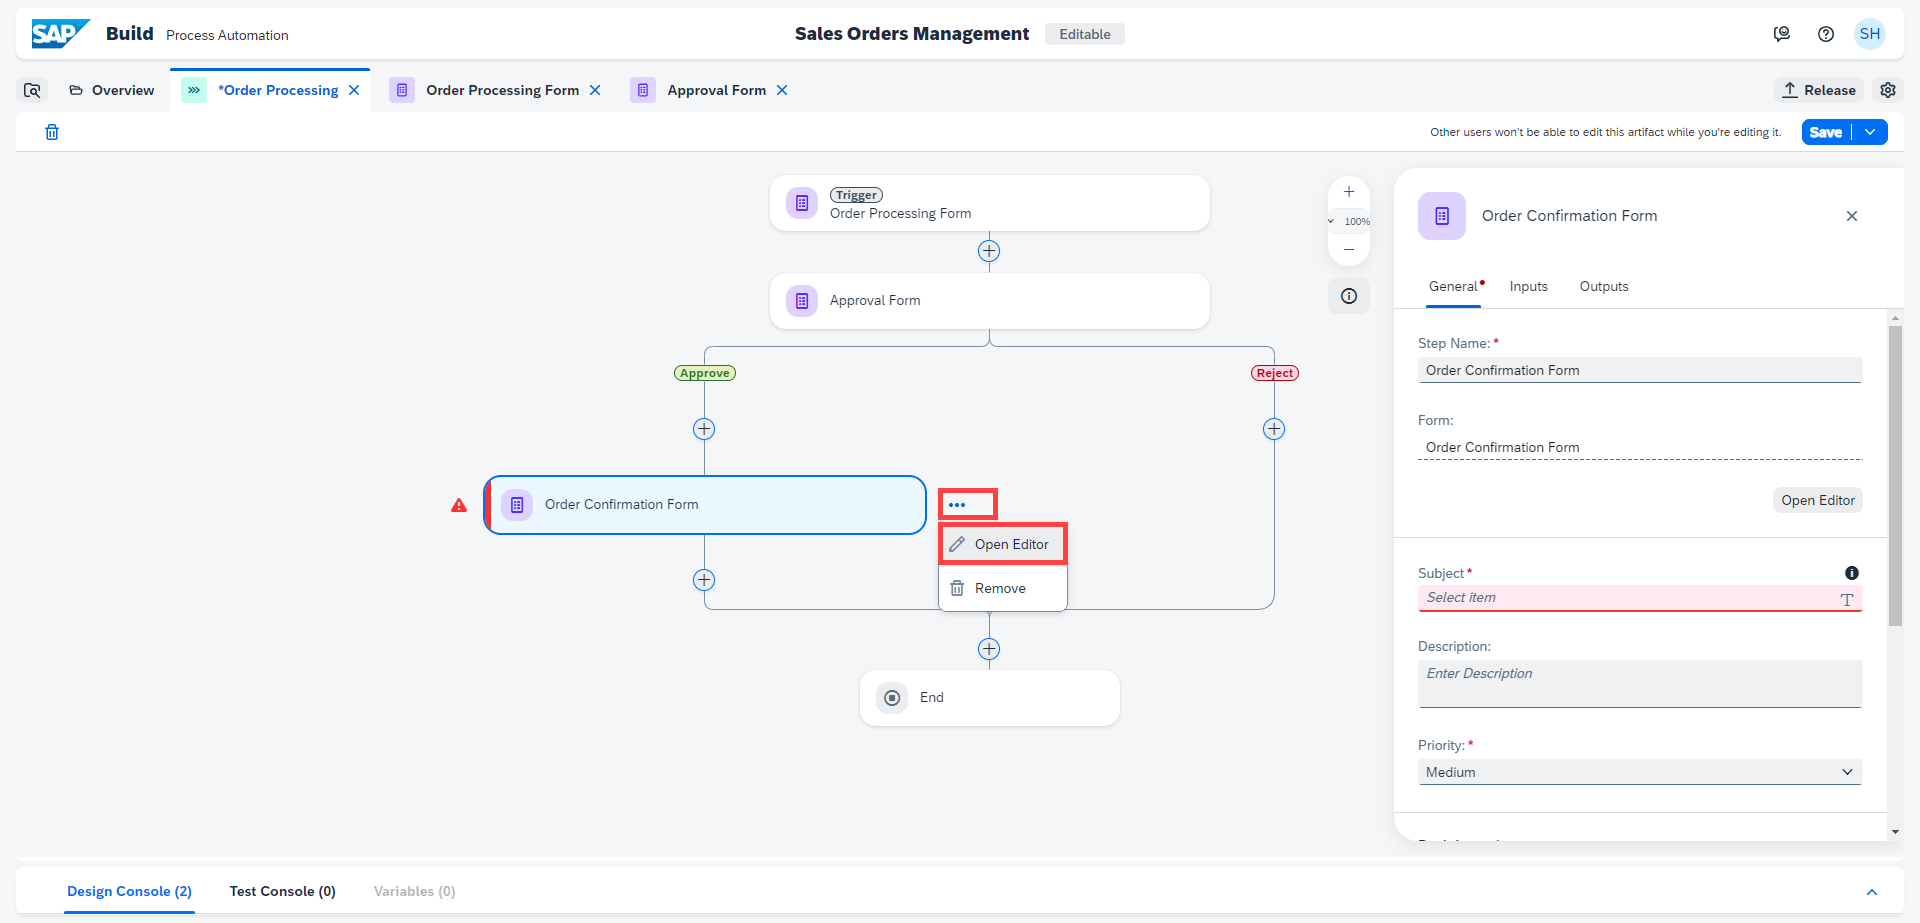 SAP Build Process Automation
Sales Orders Management Editable
SH
Overview
*Order Processing
Order Processing Form
Approval Form
Release
Other users won't be able to edit this artifact while you're editing it.
Save
Trigger
Order Processing Form
100%
Approval Form
Approve
Reject
Order Confirmation Form
Open Editor
Remove
End
Order Confirmation Form
General Inputs Outputs
Step Name: *
Order Confirmation Form
Form:
Order Confirmation Form
Open Editor
Subject *
Select item
Description:
Enter Description
Priority: *
Medium
Design Console (2) Test Console (0) Variables (0)